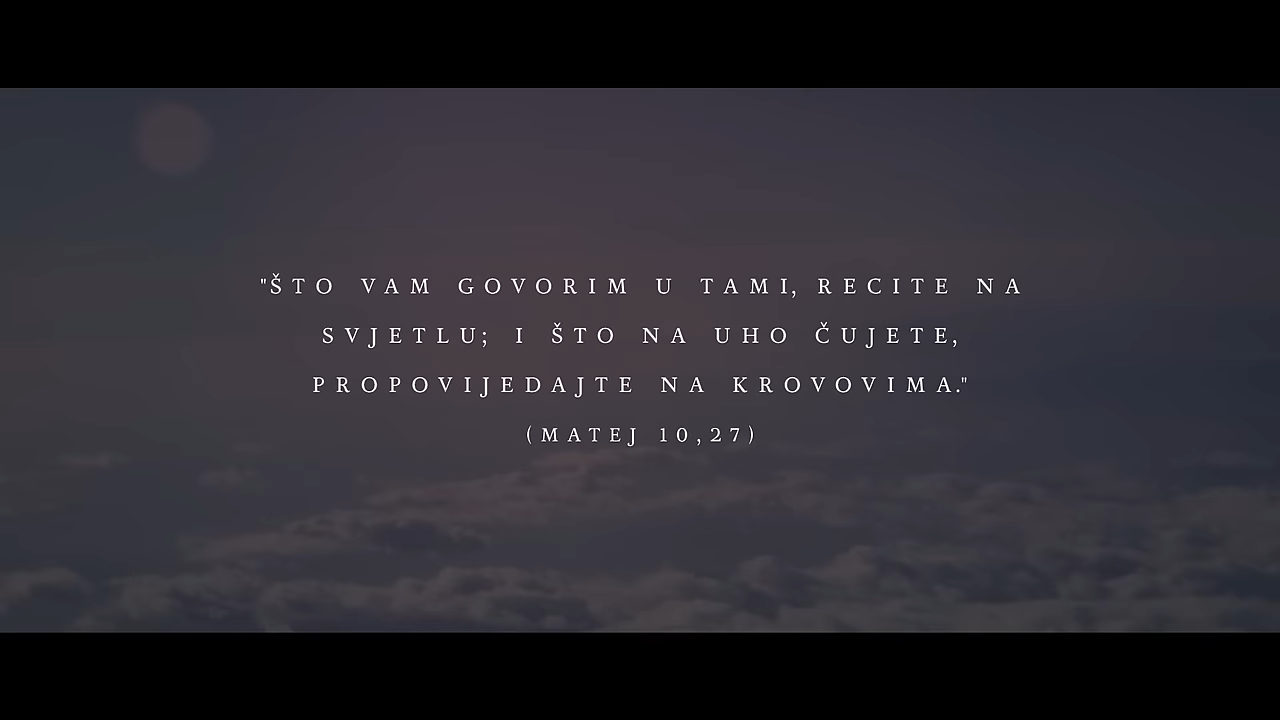 "ŠTO VAM GOVORIM U TAMI, RECITE NA
SVJETLU; I ŠTO NA UHO ČUJETE,
PROPOVIJEDAJTE NA KROVOVIMA."
(MATEJ 10,27)